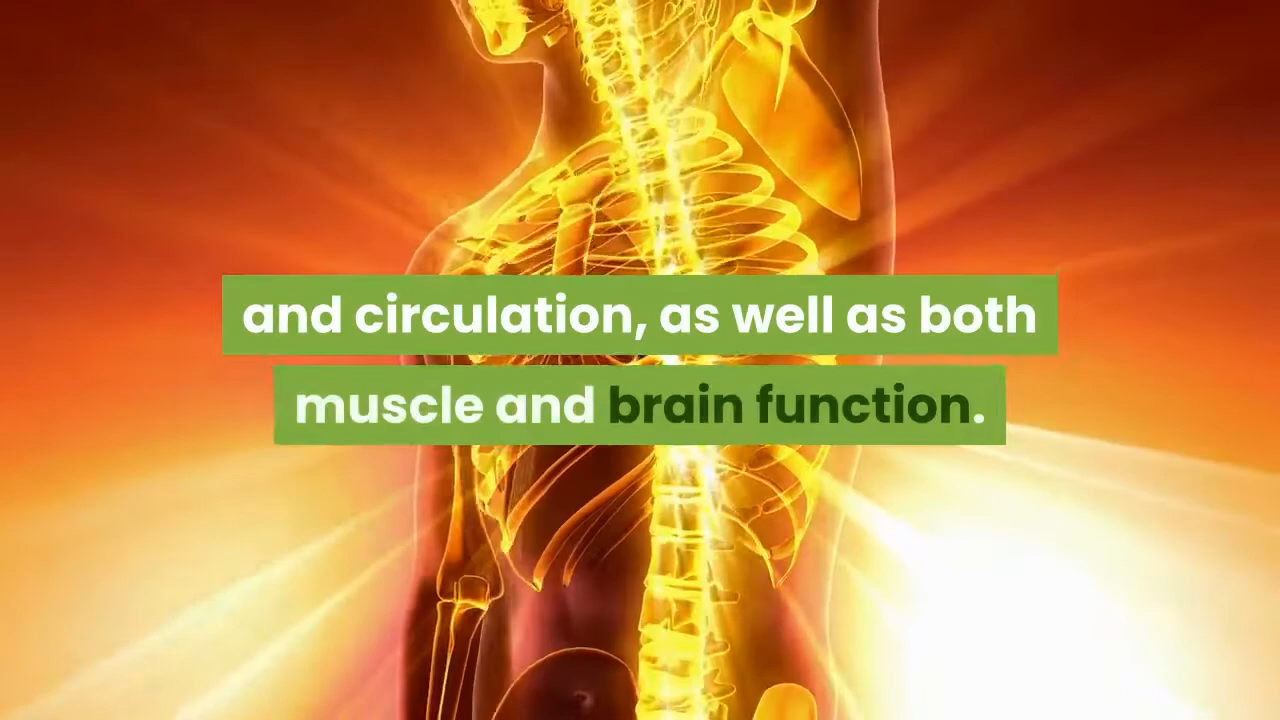 and circulation, as well as both
muscle and brain function.